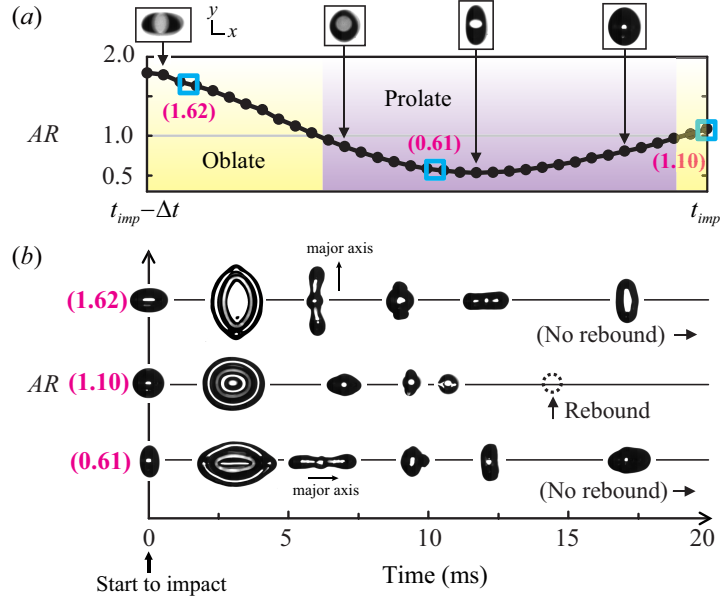 (a)
y
x
2.0
(1.62)
Prolate
AR
1.0
(0.61)
Oblate
(1.10)
0.5
t_imp−Δt
t_imp
(b)
major axis
(1.62)
(No rebound)
AR (1.10)
Rebound
(0.61)
major axis
(No rebound)
0 5 10 15 20
Time (ms)
Start to impact